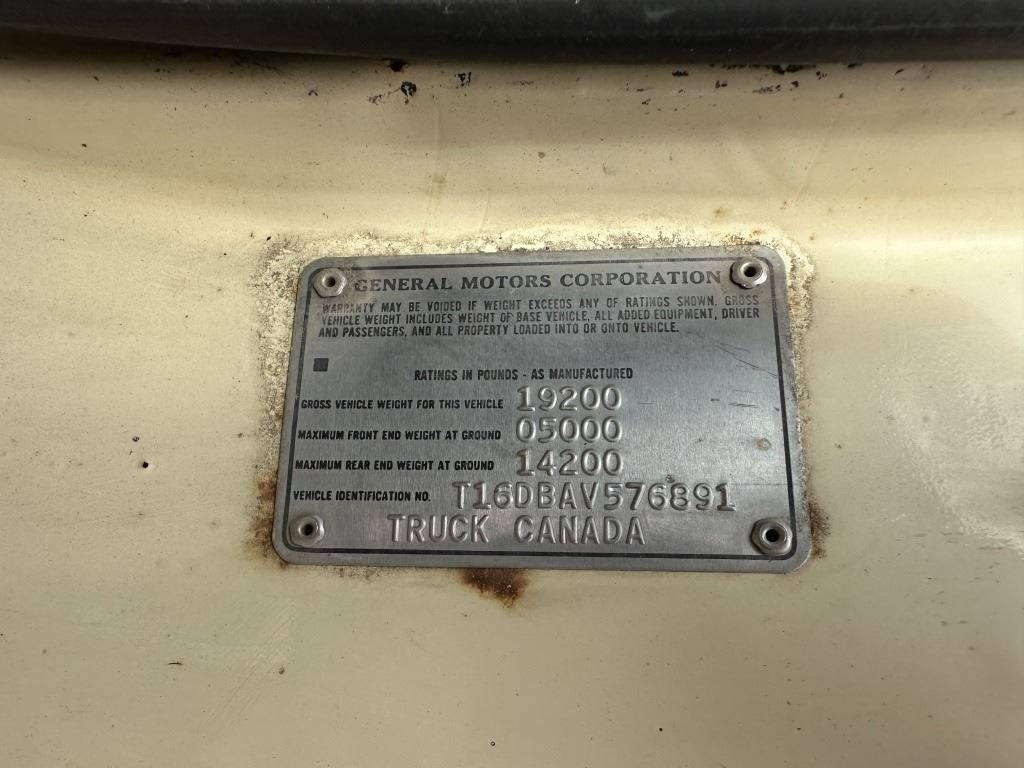 GENERAL MOTORS CORPORATION
WARRANTY MAY BE VOIDED IF WEIGHT EXCEEDS ANY OF RATINGS SHOWN. GROSS
VEHICLE WEIGHT INCLUDES WEIGHT OF BASE VEHICLE, ALL ADDED EQUIPMENT, DRIVER
AND PASSENGERS, AND ALL PROPERTY LOADED INTO OR ONTO VEHICLE.
RATINGS IN POUNDS - AS MANUFACTURED
GROSS VEHICLE WEIGHT FOR THIS VEHICLE 19200
MAXIMUM FRONT END WEIGHT AT GROUND 05000
MAXIMUM REAR END WEIGHT AT GROUND 14200
VEHICLE IDENTIFICATION NO. T16DBAV576891
TRUCK CANADA